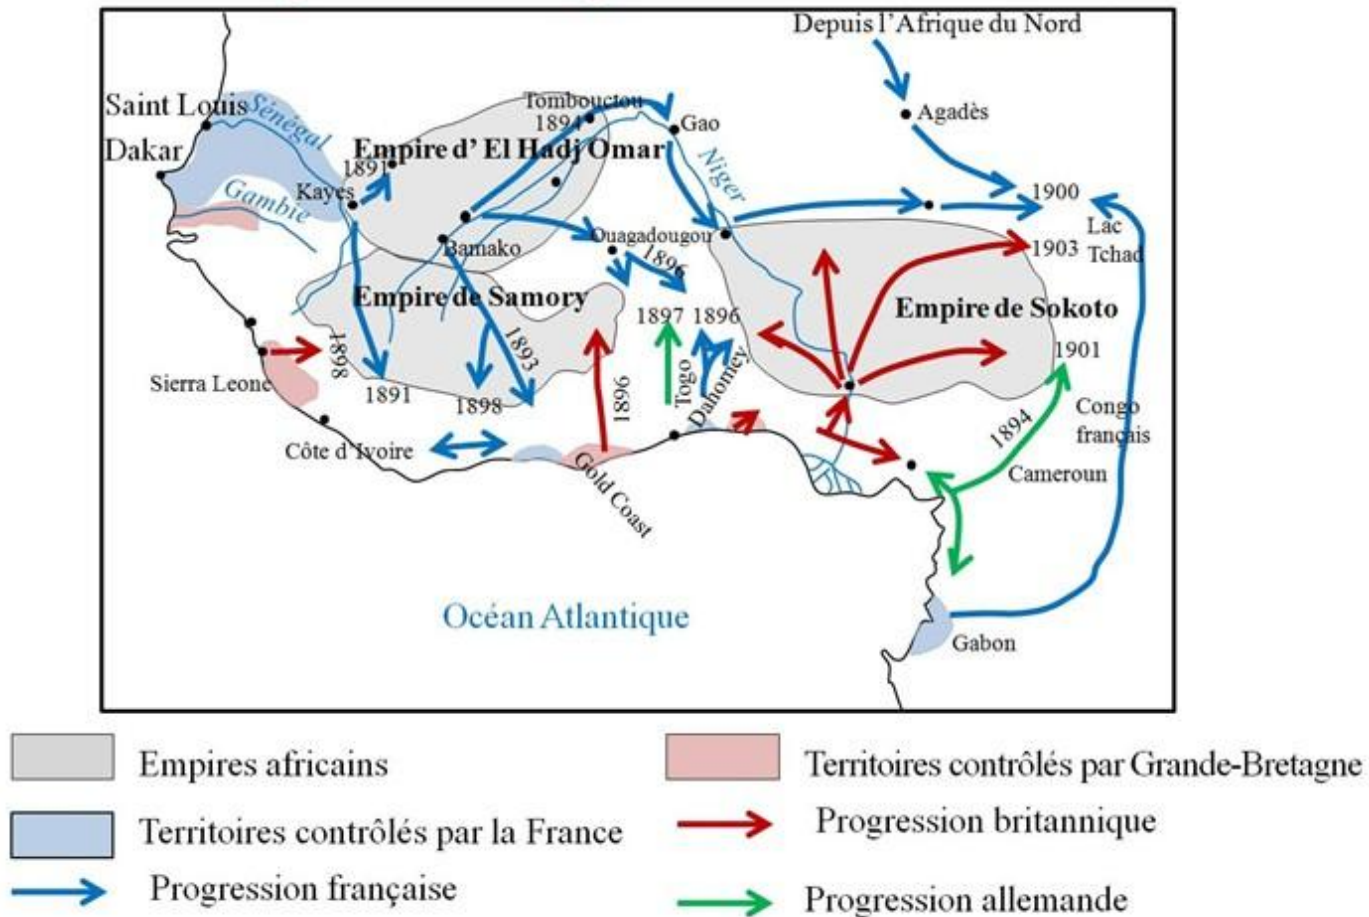 Depuis l'Afrique du Nord
Saint Louis
Sénégal
Tombouctou
1894
Agadès
Gao
Dakar
Empire d' El Hadj Omar
1891
Niger
Kayes
1900
Gambie
Lac
Tchad
Bamako
Ouagadougou
1896
1903
Empire de Samory
Empire de Sokoto
1897
1896
1898
1893
1901
Sierra Leone
1891
1898
1896
Togo
Dahomey
Côte d'Ivoire
Gold Coast
1894
Congo
français
Cameroun
Océan Atlantique
Gabon
Empires africains
Territoires contrôlés par Grande-Bretagne
Territoires contrôlés par la France
Progression britannique
Progression française
Progression allemande